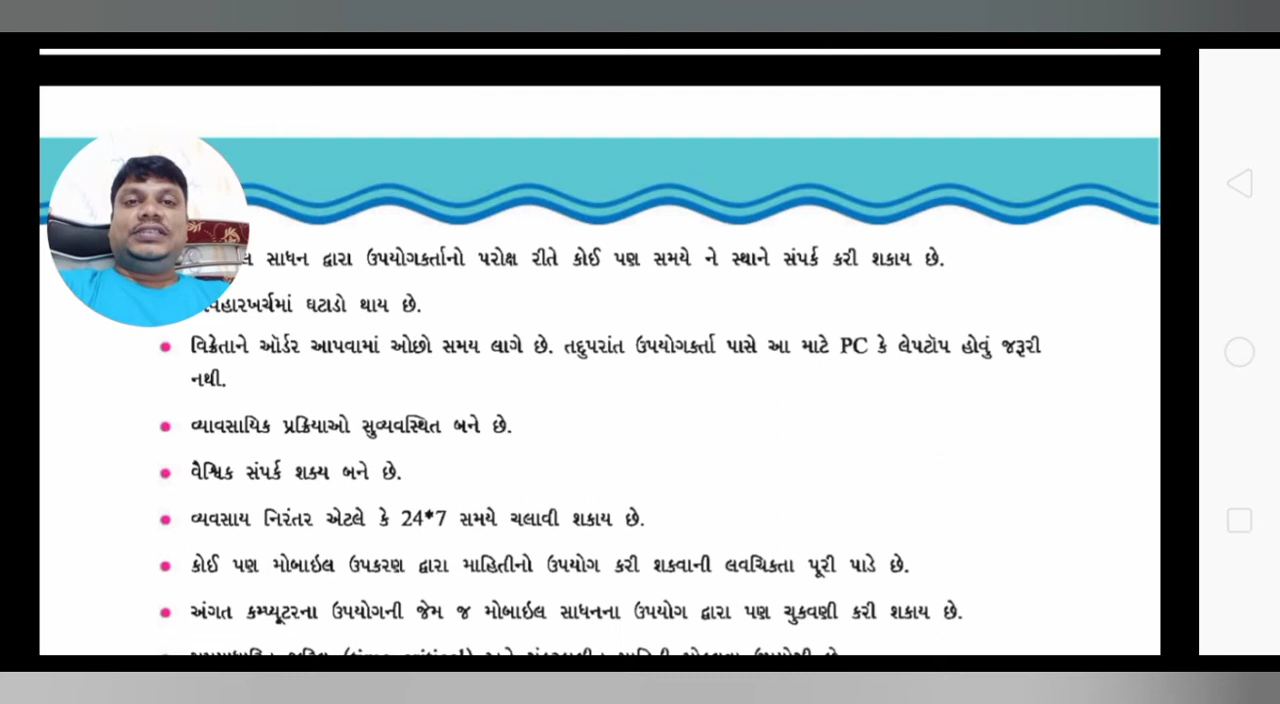 સાધન દ્વારા ઉપયોગકર્તાનો પરોક્ષ રીતે કોઈ પણ સમયે ને સ્થાને સંપર્ક કરી શકાય છે.
ઘટાડો થાય છે.
વિક્રેતાને ઑર્ડર આપવામાં ઓછો સમય લાગે છે. તદુપરાંત ઉપયોગકર્તા પાસે આ માટે PC કે લેપટૉપ હોવું જરૂરી
નથી.
વ્યાવસાયિક પ્રક્રિયાઓ સુવ્યવસ્થિત બને છે.
વૈશ્વિક સંપર્ક શક્ય બને છે.
વ્યવસાય નિરંતર એટલે કે 24*7 સમયે ચલાવી શકાય છે.
કોઈ પણ મોબાઇલ ઉપકરણ દ્વારા માહિતીનો ઉપયોગ કરી શકવાની લવચિકતા પૂરી પાડે છે.
અંગત કમ્પ્યૂટરના ઉપયોગની જેમ જ મોબાઇલ સાધનના ઉપયોગ દ્વારા પણ ચુકવણી કરી શકાય છે.